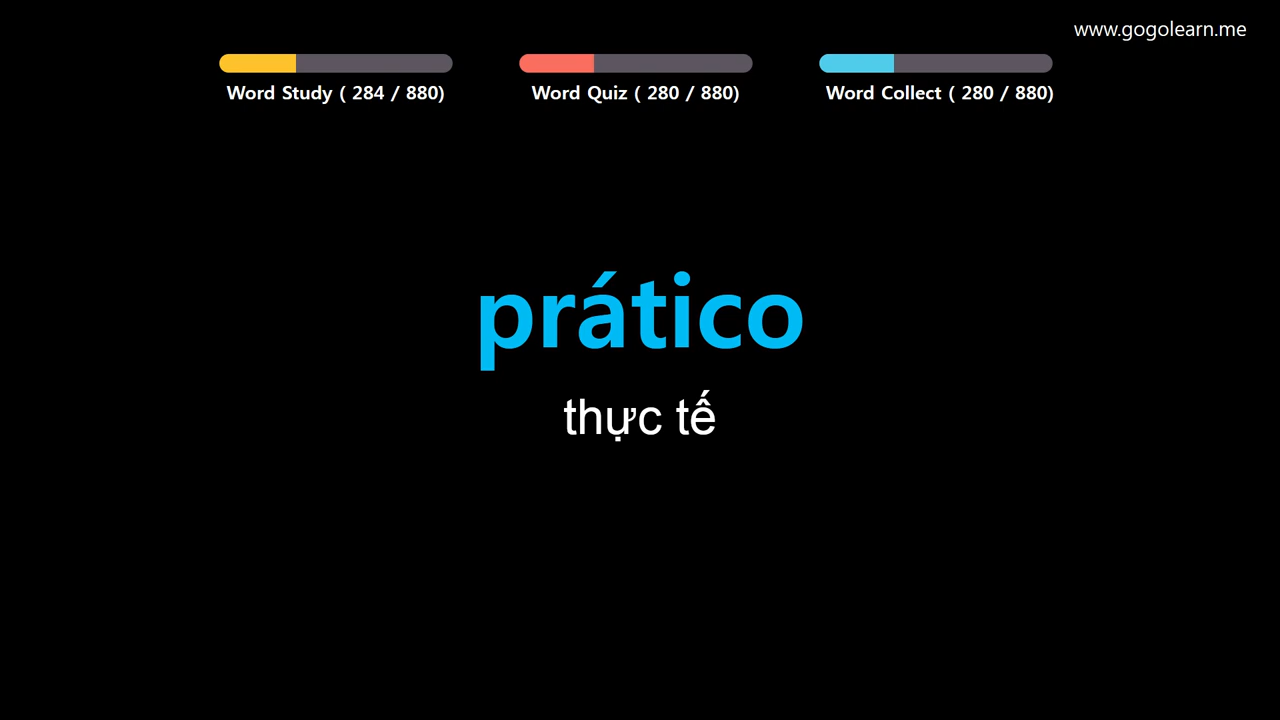 www.gogolearn.me
Word Study ( 284 / 880)
Word Quiz ( 280 / 880)
Word Collect ( 280 / 880)
prático
thực tế